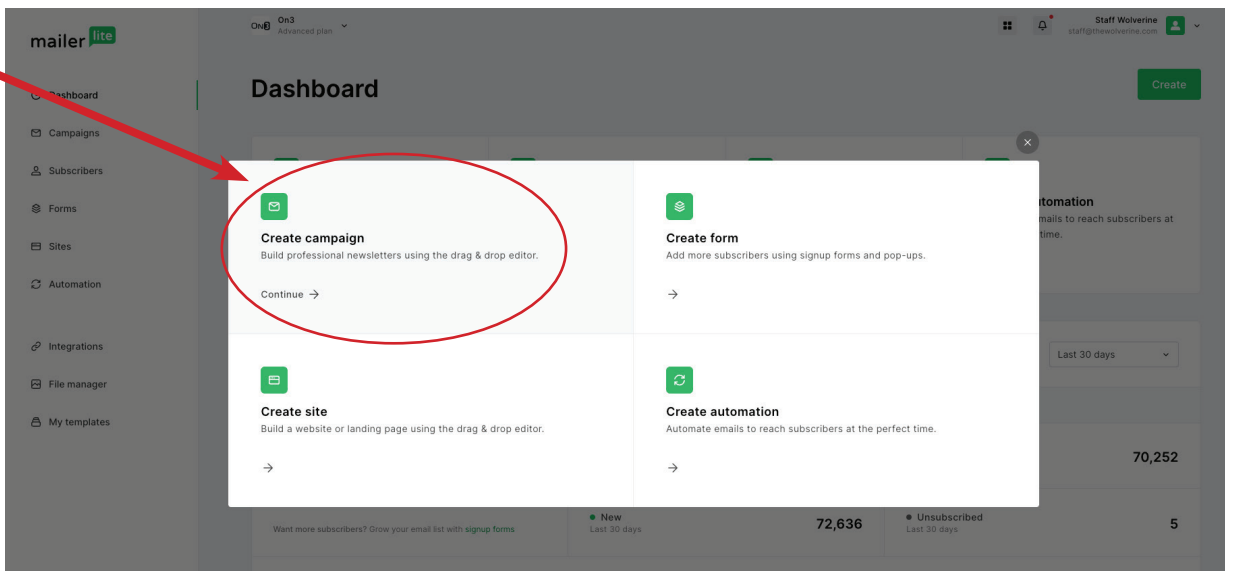 mailer lite
ON3 On3
Advanced plan
Staff Wolverine
staff@thewolverine.com
Dashboard
Campaigns
Subscribers
Forms
Sites
Automation
Integrations
File manager
My templates
Dashboard
Create
Create campaign
Build professional newsletters using the drag & drop editor.
Continue →
Create form
Add more subscribers using signup forms and pop-ups.
→
Create site
Build a website or landing page using the drag & drop editor.
→
Create automation
Automate emails to reach subscribers at the perfect time.
→
tomation
mails to reach subscribers at
time.
Last 30 days
70,252
Want more subscribers? Grow your email list with signup forms
New
Last 30 days
72,636
Unsubscribed
Last 30 days
5